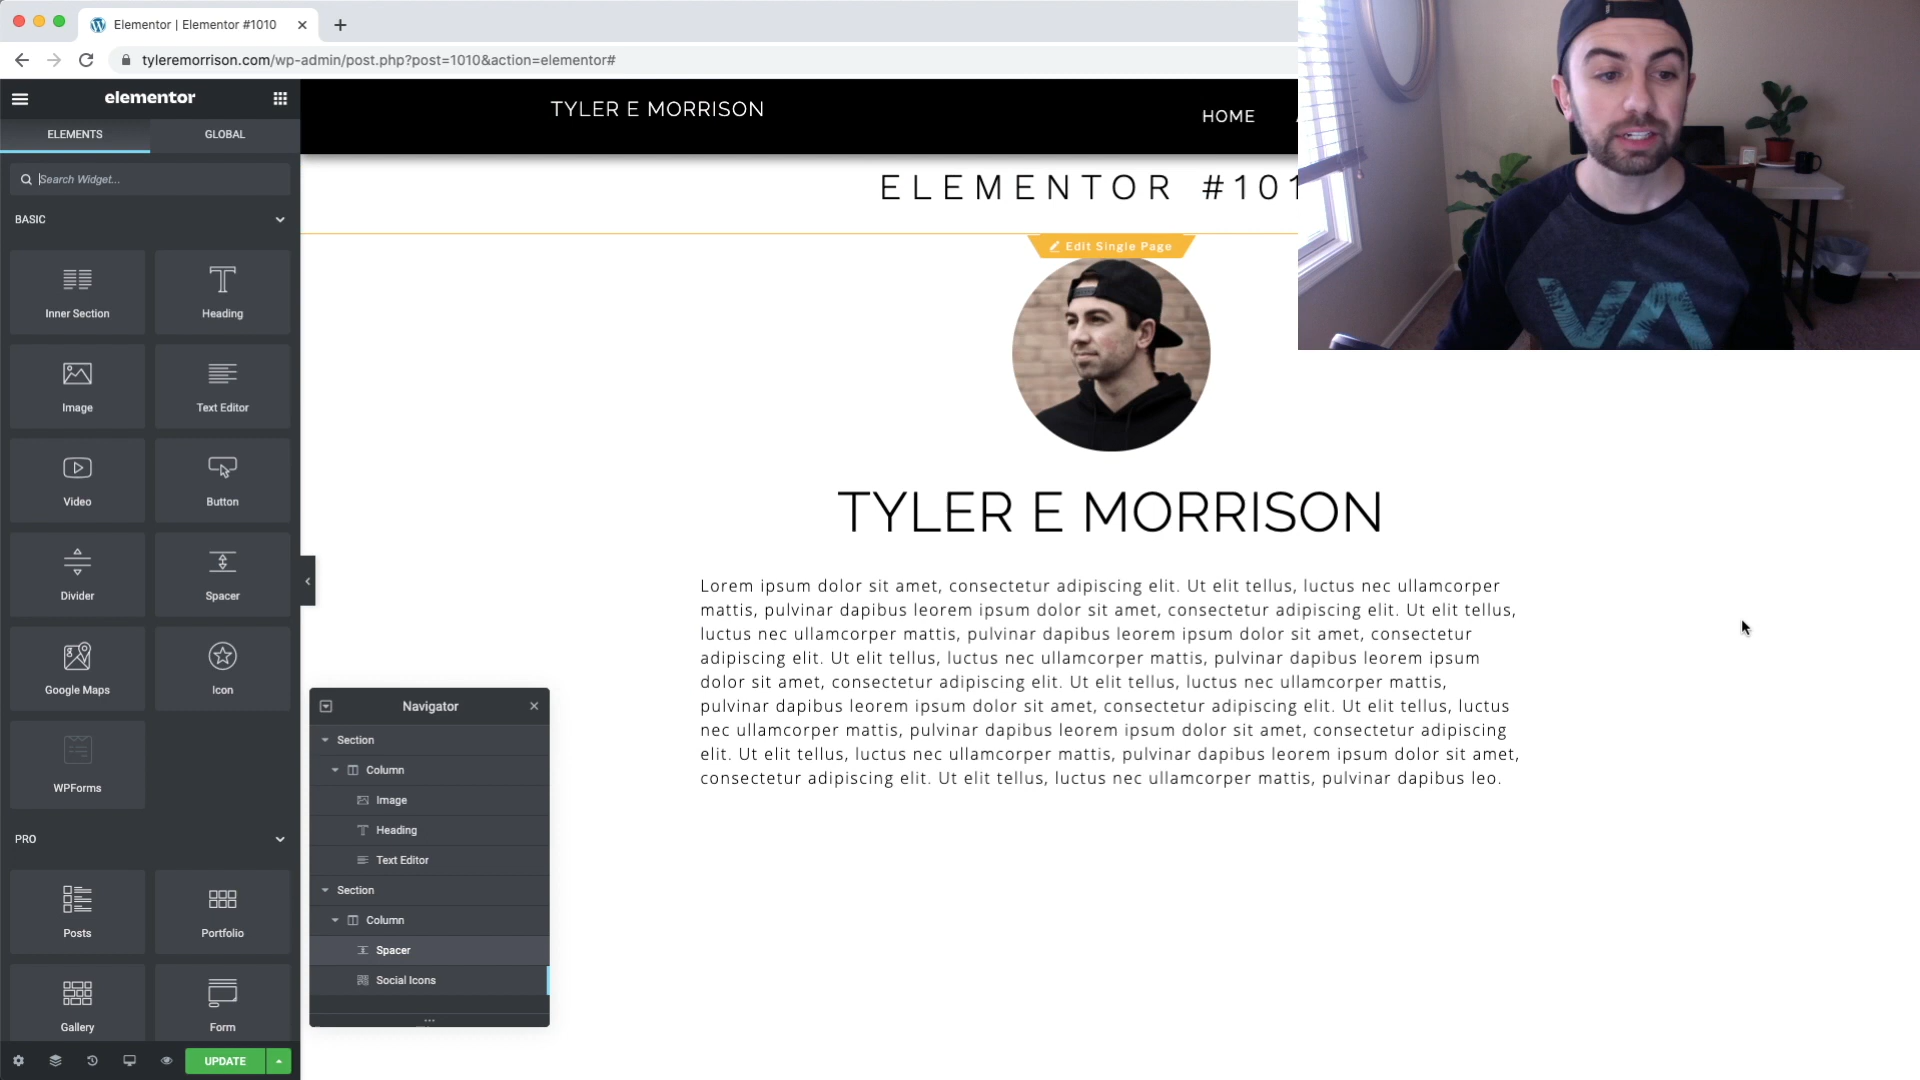 Elementor | Elementor #1010
tyleremorrison.com/wp-admin/post.php?post=1010&action=elementor#
elementor
ELEMENTS
GLOBAL
Search Widget...
BASIC
Inner Section
Heading
Image
Text Editor
Video
Button
Divider
Spacer
Google Maps
Icon
WPForms
PRO
Posts
Portfolio
Gallery
Form
UPDATE
TYLER E MORRISON
HOME
ELEMENTOR #101
Edit Single Page
TYLER E MORRISON
Lorem ipsum dolor sit amet, consectetur adipiscing elit. Ut elit tellus, luctus nec ullamcorper
mattis, pulvinar dapibus leorem ipsum dolor sit amet, consectetur adipiscing elit. Ut elit tellus,
luctus nec ullamcorper mattis, pulvinar dapibus leorem ipsum dolor sit amet, consectetur
adipiscing elit. Ut elit tellus, luctus nec ullamcorper mattis, pulvinar dapibus leorem ipsum
dolor sit amet, consectetur adipiscing elit. Ut elit tellus, luctus nec ullamcorper mattis,
pulvinar dapibus leorem ipsum dolor sit amet, consectetur adipiscing elit. Ut elit tellus, luctus
nec ullamcorper mattis, pulvinar dapibus leorem ipsum dolor sit amet, consectetur adipiscing
elit. Ut elit tellus, luctus nec ullamcorper mattis, pulvinar dapibus leorem ipsum dolor sit amet,
consectetur adipiscing elit. Ut elit tellus, luctus nec ullamcorper mattis, pulvinar dapibus leo.
Navigator
Section
Column
Image
Heading
Text Editor
Section
Column
Spacer
Social Icons
VA